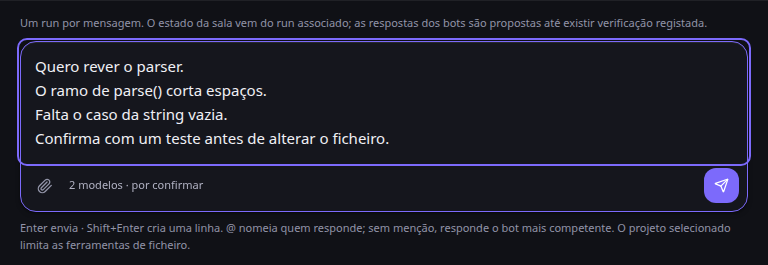 Um run por mensagem. O estado da sala vem do run associado; as respostas dos bots são propostas até existir verificação registada.
Quero rever o parser.
O ramo de parse() corta espaços.
Falta o caso da string vazia.
Confirma com um teste antes de alterar o ficheiro.
2 modelos · por confirmar
Enter envia · Shift+Enter cria uma linha. @ nomeia quem responde; sem menção, responde o bot mais competente. O projeto selecionado
limita as ferramentas de ficheiro.